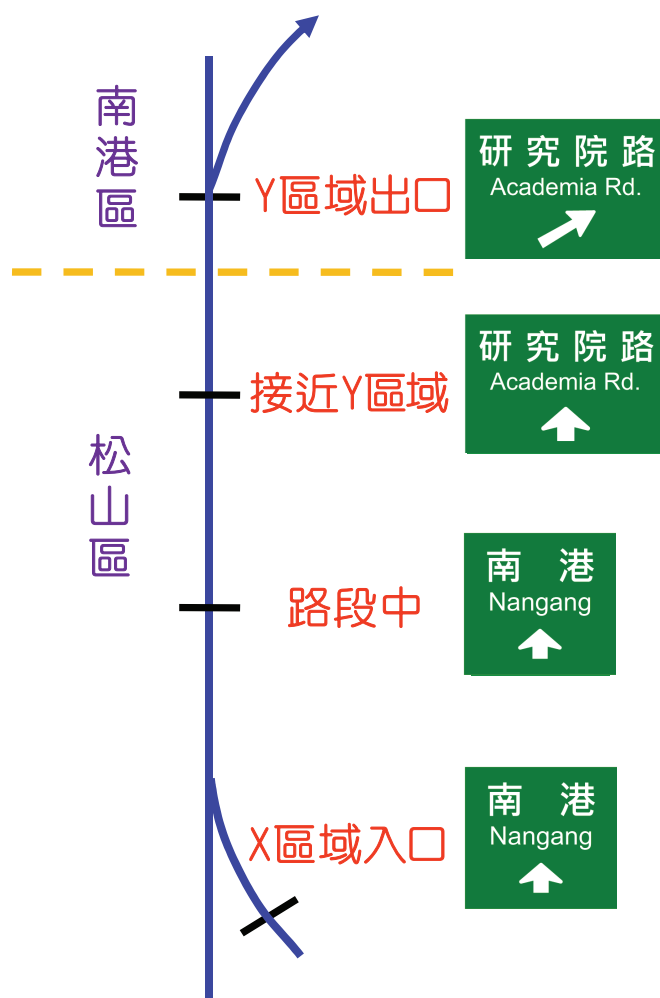 南港區
Y區域出口
研究院路
Academia Rd.
接近Y區域
研究院路
Academia Rd.
松山區
路段中
南港
Nangang
X區域入口
南港
Nangang